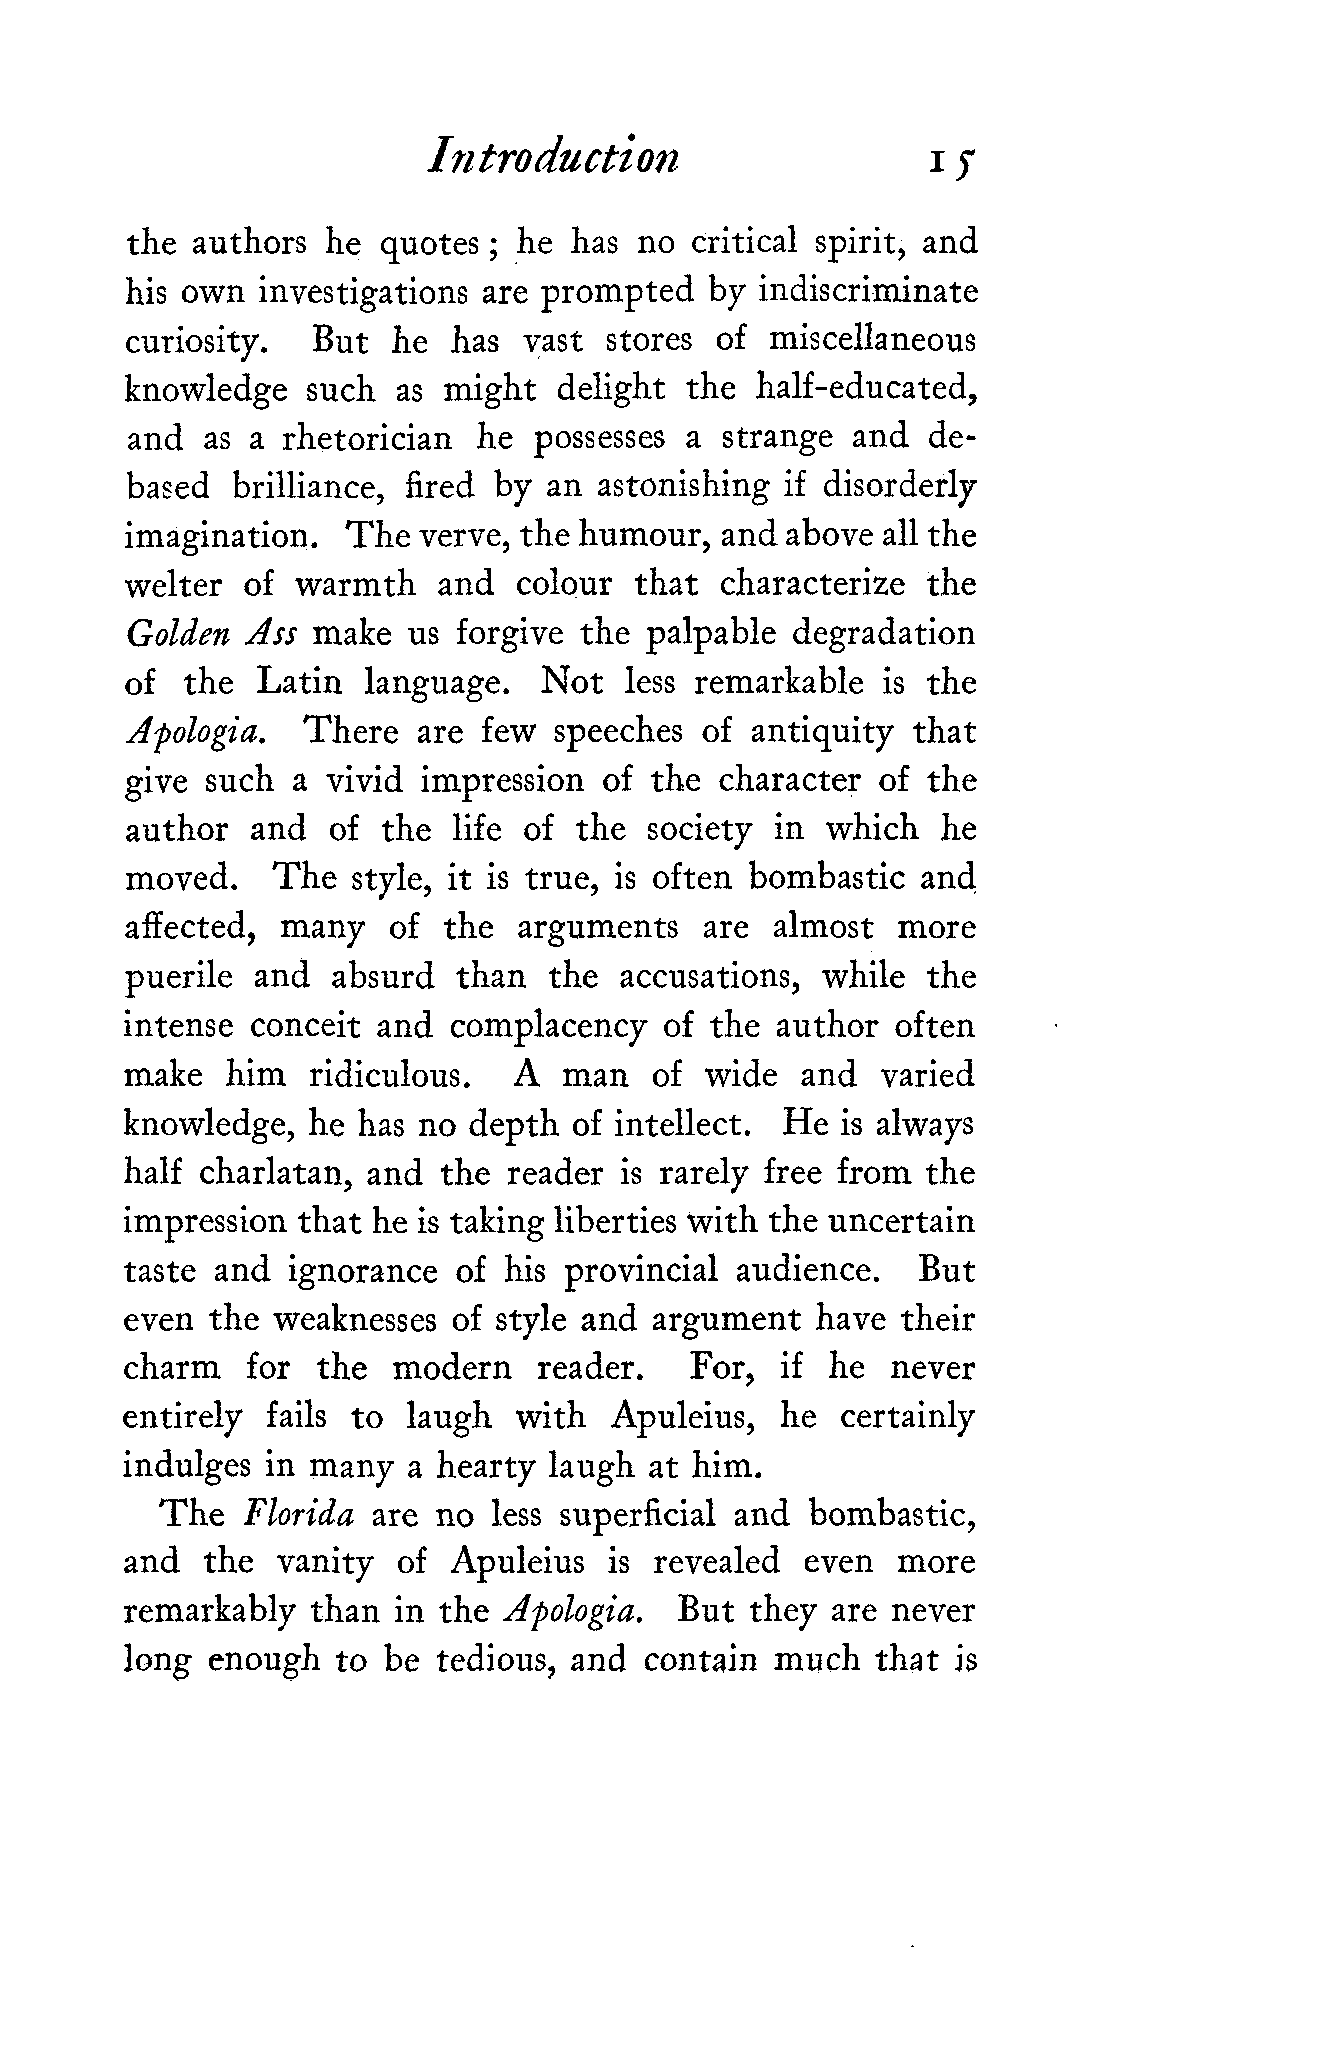 Introduction 15
the authors he quotes ; he has no critical spirit, and
his own investigations are prompted by indiscriminate
curiosity. But he has vast stores of miscellaneous
knowledge such as might delight the half-educated,
and as a rhetorician he possesses a strange and de-
based brilliance, fired by an astonishing if disorderly
imagination. The verve, the humour, and above all the
welter of warmth and colour that characterize the
Golden Ass make us forgive the palpable degradation
of the Latin language. Not less remarkable is the
Apologia. There are few speeches of antiquity that
give such a vivid impression of the character of the
author and of the life of the society in which he
moved. The style, it is true, is often bombastic and
affected, many of the arguments are almost more
puerile and absurd than the accusations, while the
intense conceit and complacency of the author often
make him ridiculous. A man of wide and varied
knowledge, he has no depth of intellect. He is always
half charlatan, and the reader is rarely free from the
impression that he is taking liberties with the uncertain
taste and ignorance of his provincial audience. But
even the weaknesses of style and argument have their
charm for the modern reader. For, if he never
entirely fails to laugh with Apuleius, he certainly
indulges in many a hearty laugh at him.
The Florida are no less superficial and bombastic,
and the vanity of Apuleius is revealed even more
remarkably than in the Apologia. But they are never
long enough to be tedious, and contain much that is